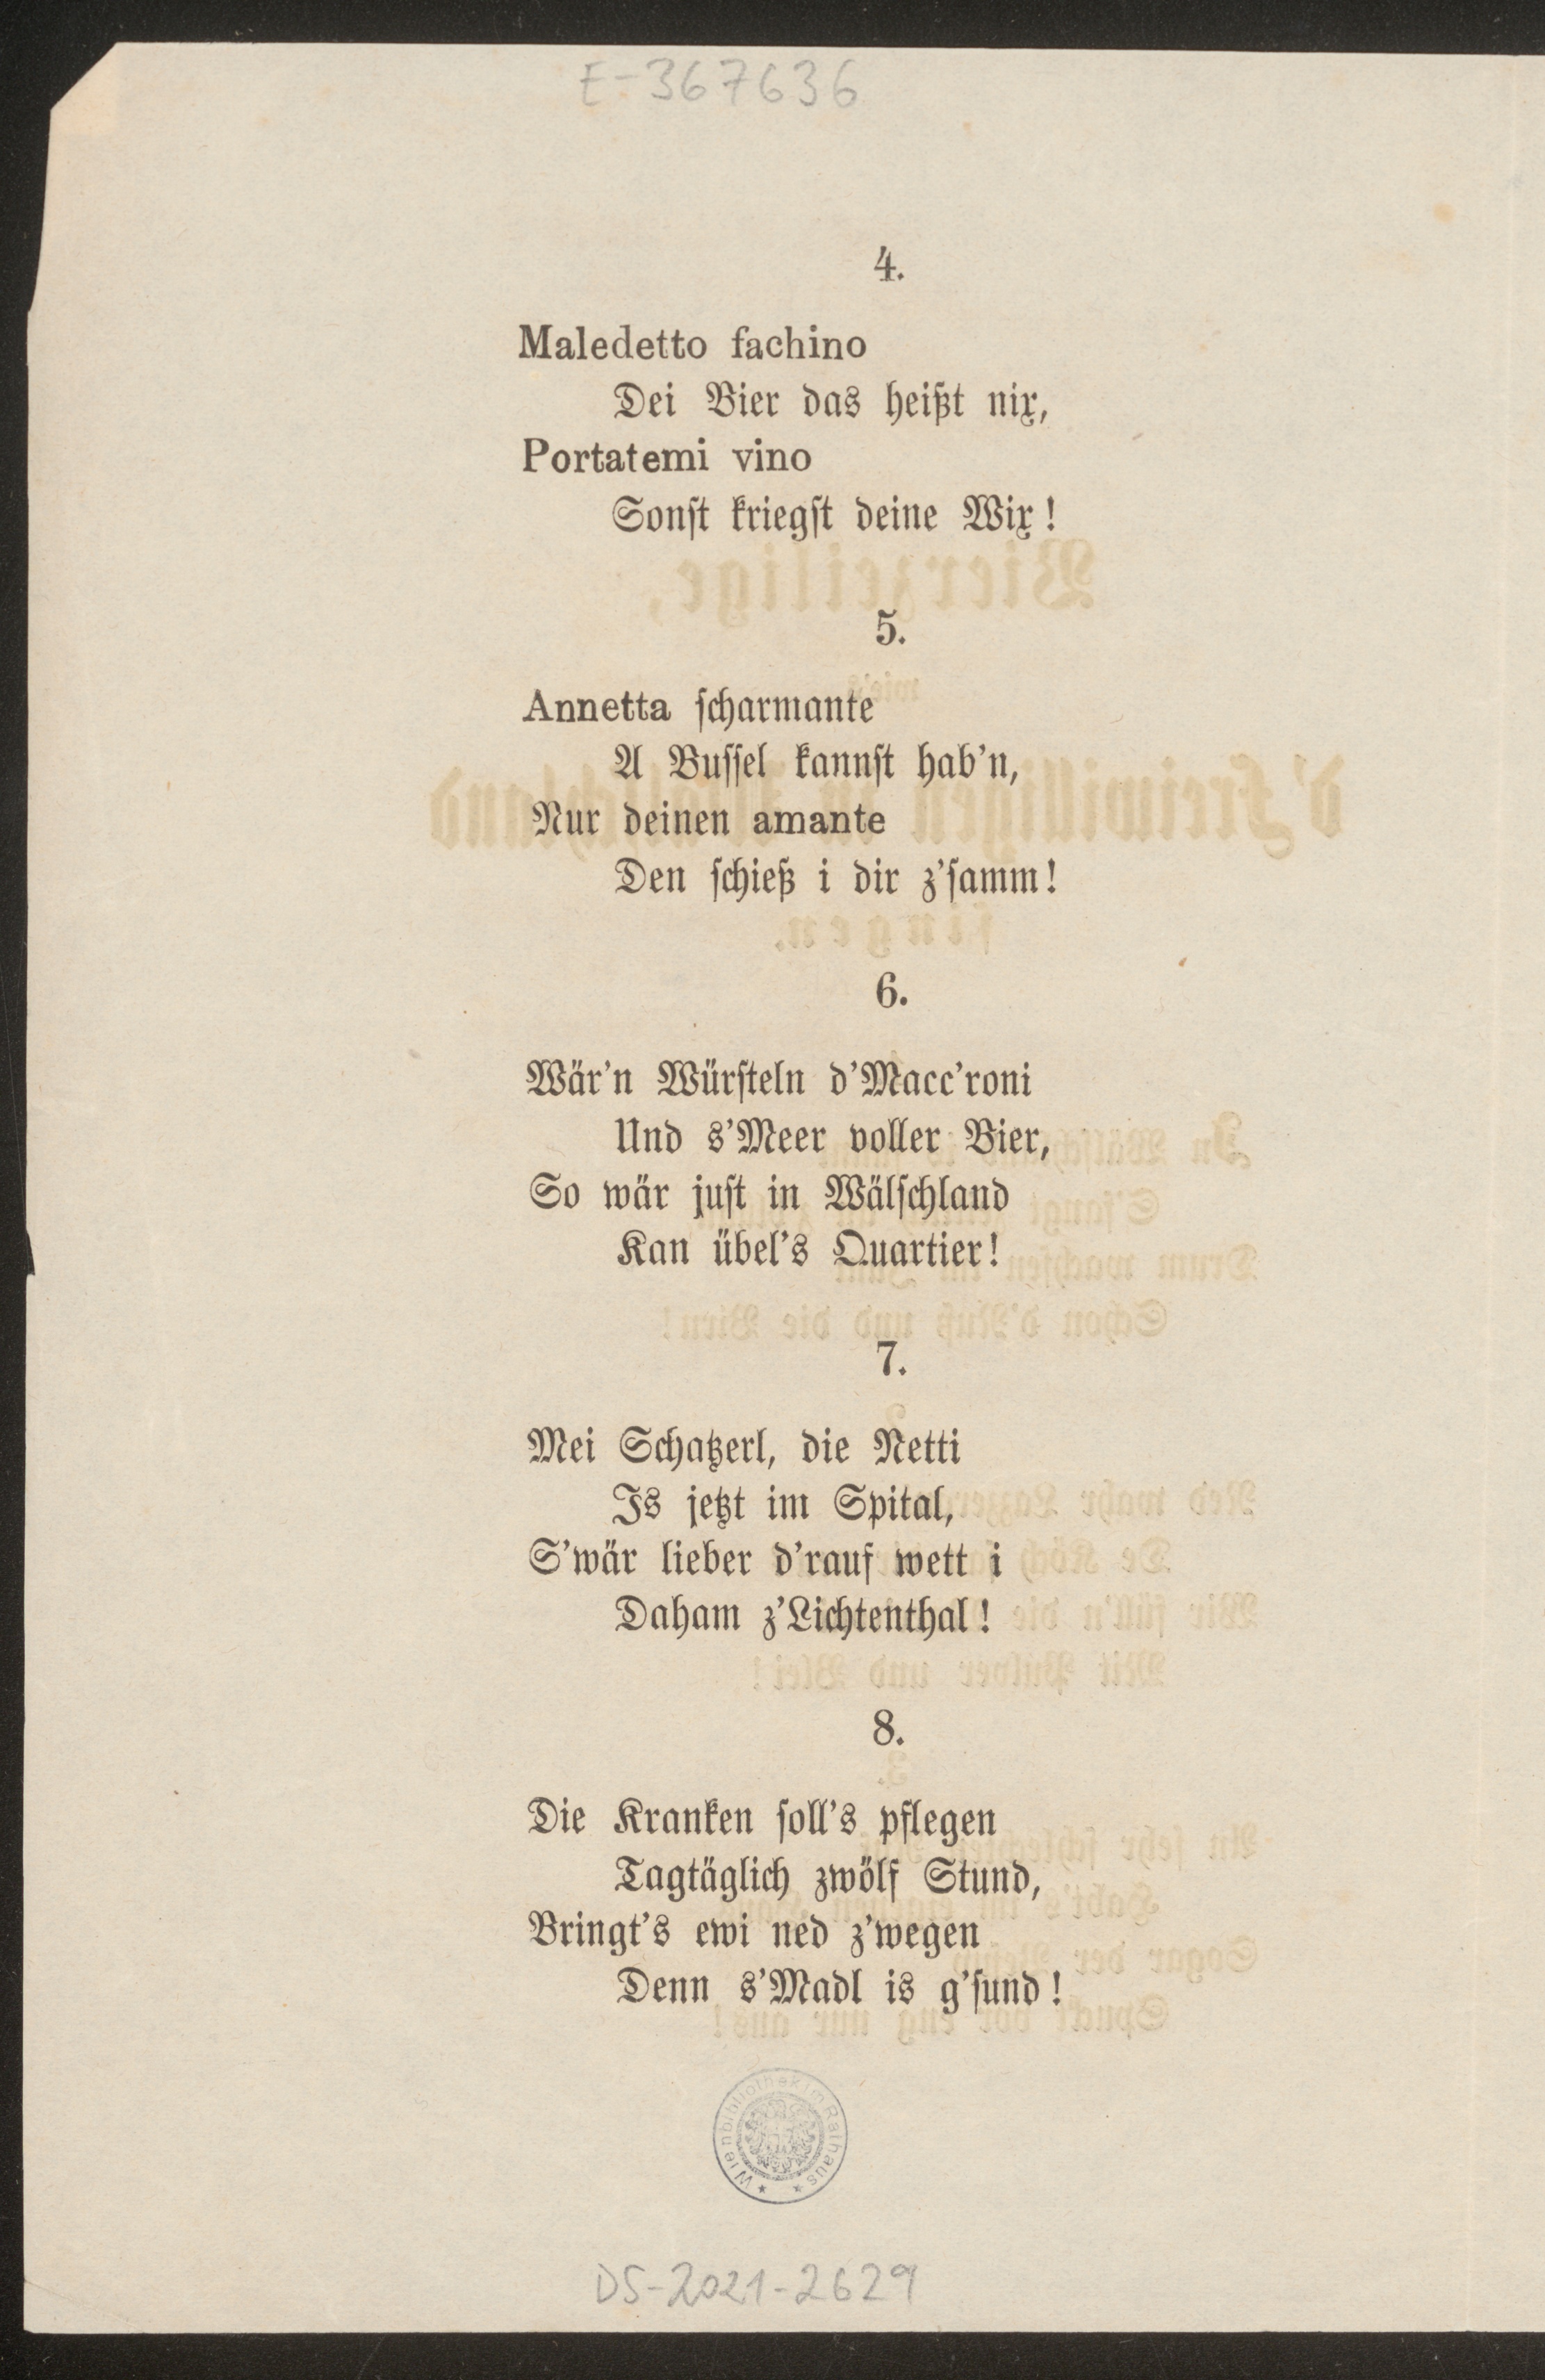 E-367636
4.
Maledetto fachino
Dei Bier das heißt nix,
Portatemi vino
Sonst kriegst deine Wix!
5.
Annetta scharmante
A Bussel kannst hab'n,
Nur deinen amante
Den schieß i dir z'samm!
6.
Wär'n Würsteln d'Macc'roni
Und s'Meer voller Bier,
So wär just in Wälschland
Kan übel's Quartier!
7.
Mei Schatzerl, die Netti
Is jetzt im Spital,
S'wär lieber d'rauf wett i
Daham z'Lichtenthal!
8.
Die Kranken soll's pflegen
Tagtäglich zwölf Stund,
Bringt's ewi ned z'wegen
Denn s'Madl is g'sund!
Wienbibliothek im Rathaus
DS-2021-2629